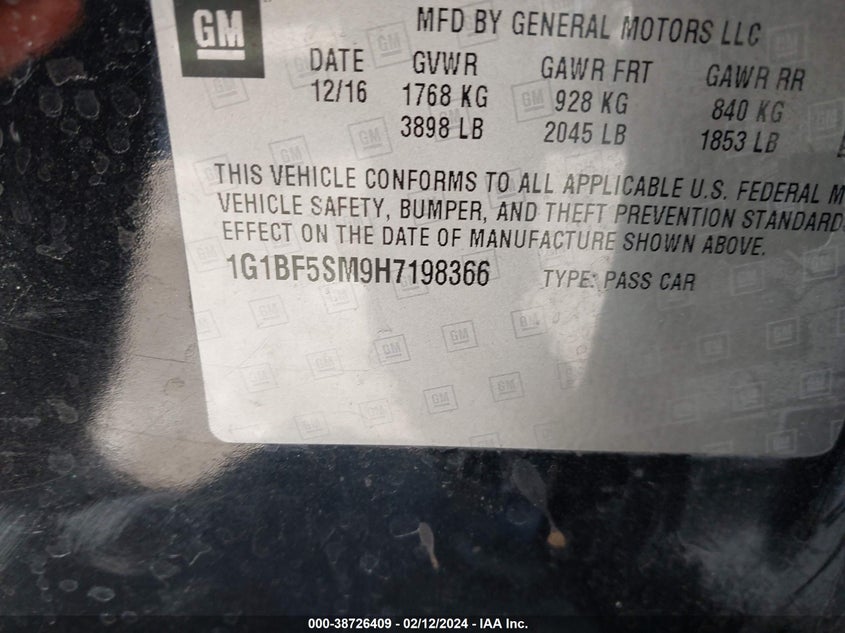 GM
MFD BY GENERAL MOTORS LLC
DATE GVWR GAWR FRT GAWR RR
12/16 1768 KG 928 KG 840 KG
3898 LB 2045 LB 1853 LB
THIS VEHICLE CONFORMS TO ALL APPLICABLE U.S. FEDERAL M
VEHICLE SAFETY, BUMPER, AND THEFT PREVENTION STANDARDS
EFFECT ON THE DATE OF MANUFACTURE SHOWN ABOVE.
1G1BF5SM9H7198366 TYPE: PASS CAR
000-38726409 - 02/12/2024 - IAA Inc.